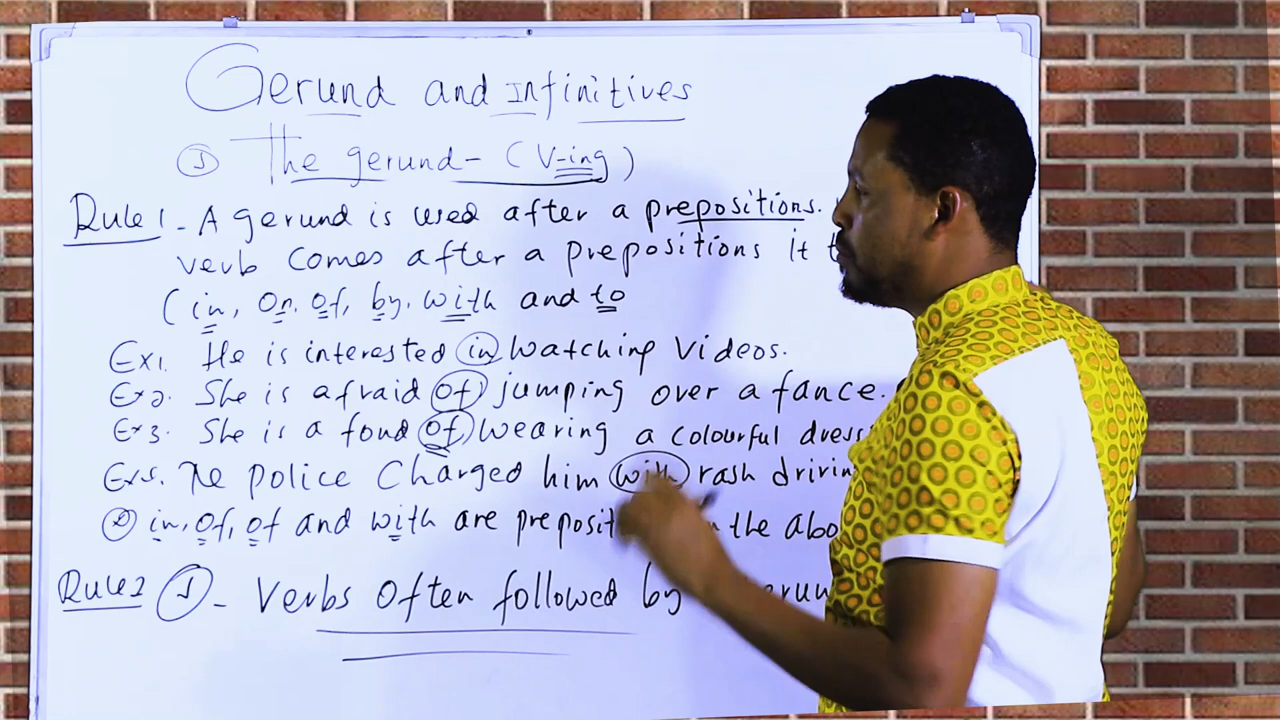 Gerund and Infinitives
① The gerund- (V-ing)
Rule 1 - A gerund is used after a prepositions.
verb comes after a prepositions it
(in, on, of, by, with and to
Ex1. He is interested in watching Videos.
Ex2. She is afraid of jumping over a fance.
Ex3. She is a foud of wearing a colourful dress
Ex5. The police Charged him with rash drivin
② in, of, of and with are preposit the abo
Rule2 ① - Verbs Often followed by erun